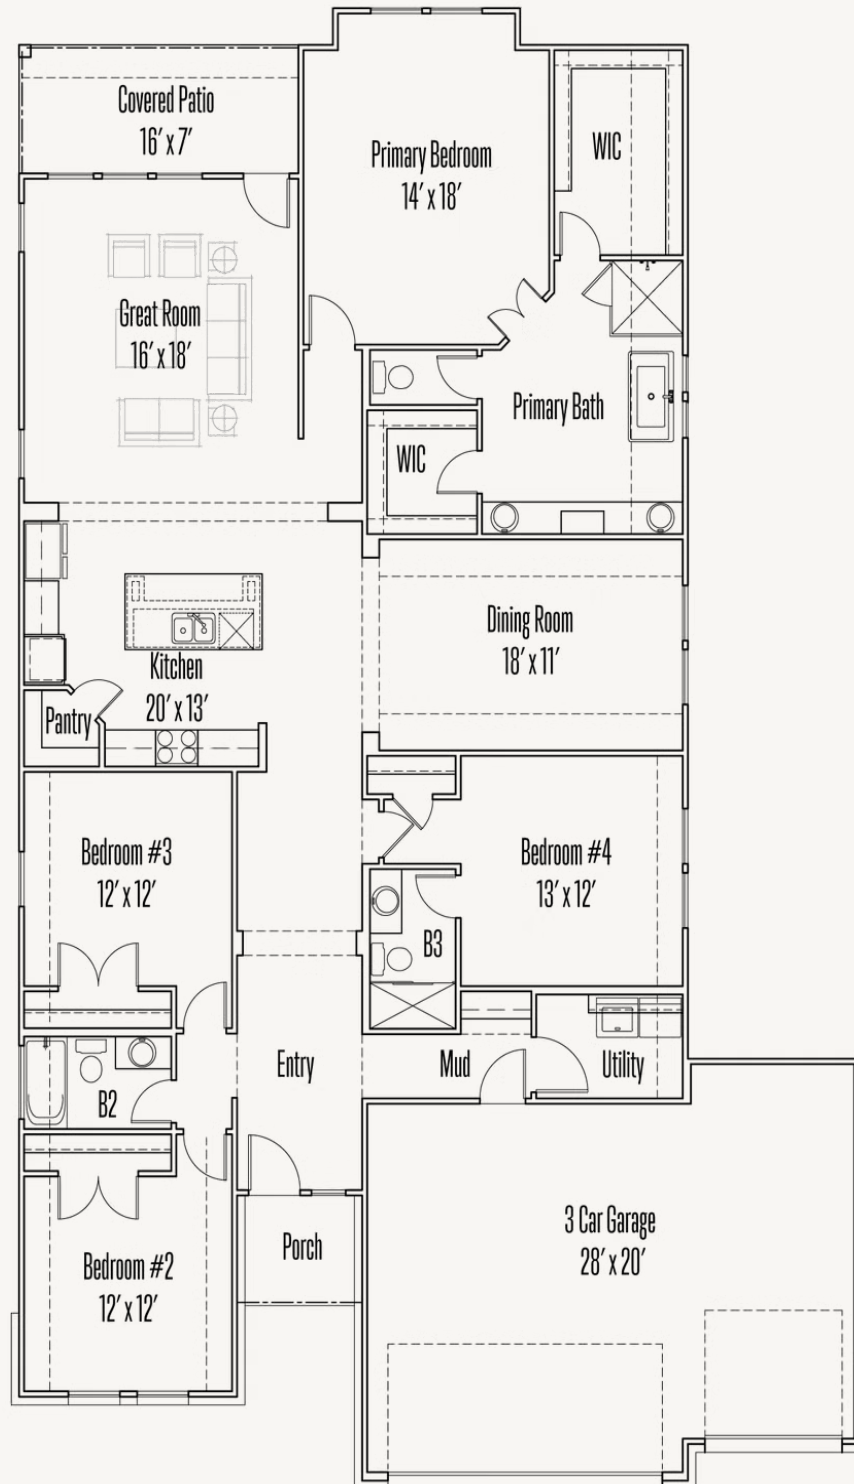 Covered Patio
16' x 7'
Primary Bedroom
14' x 18'
WIC
Great Room
16' x 18'
Primary Bath
WIC
Dining Room
18' x 11'
Kitchen
20' x 13'
Pantry
Bedroom #3
12' x 12'
Bedroom #4
13' x 12'
B3
Entry
Mud
Utility
B2
Porch
3 Car Garage
28' x 20'
Bedroom #2
12' x 12'